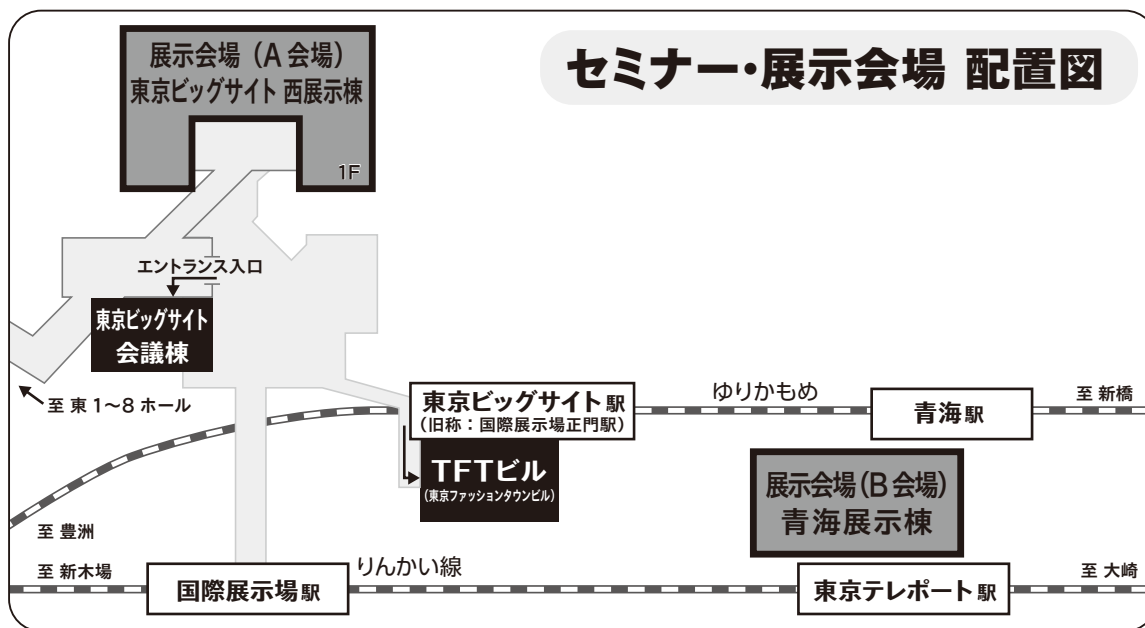 セミナー・展示会場 配置図
展示会場（A 会場）
東京ビッグサイト 西展示棟
1F
エントランス入口
東京ビッグサイト
会議棟
至 東 1〜8 ホール
東京ビッグサイト駅
（旧称：国際展示場正門駅）
ゆりかもめ
青海駅
至 新橋
TFTビル
（東京ファッションタウンビル）
展示会場（B 会場）
青海展示棟
至 豊洲
至 新木場
国際展示場駅
りんかい線
東京テレポート駅
至 大崎